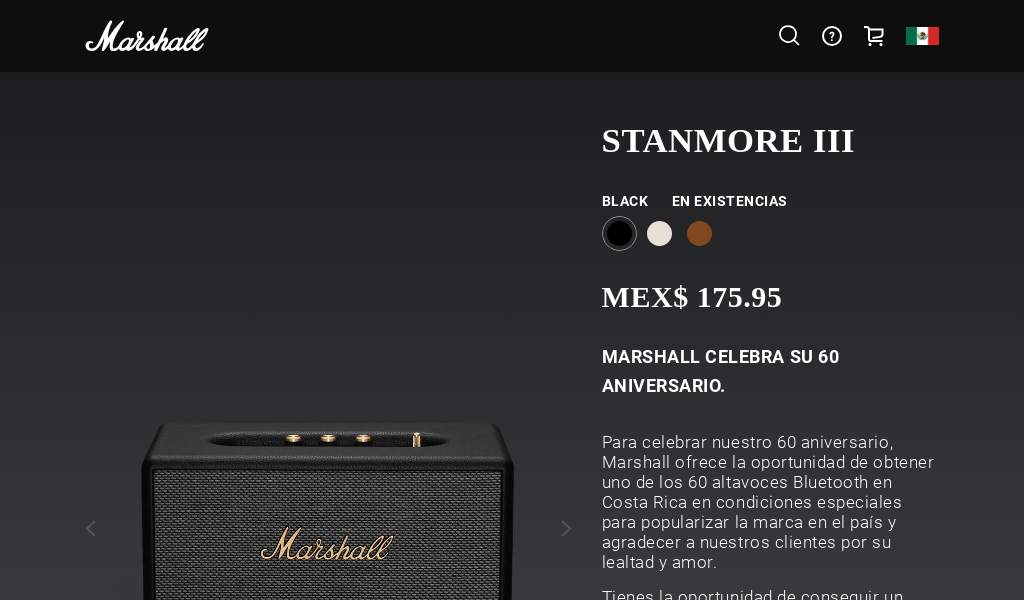 Marshall
STANMORE III
BLACK EN EXISTENCIAS
MEX$ 175.95
MARSHALL CELEBRA SU 60
ANIVERSARIO.
Para celebrar nuestro 60 aniversario,
Marshall ofrece la oportunidad de obtener
uno de los 60 altavoces Bluetooth en
Costa Rica en condiciones especiales
para popularizar la marca en el país y
agradecer a nuestros clientes por su
lealtad y amor.
Tienes la oportunidad de conseguir un
Marshall